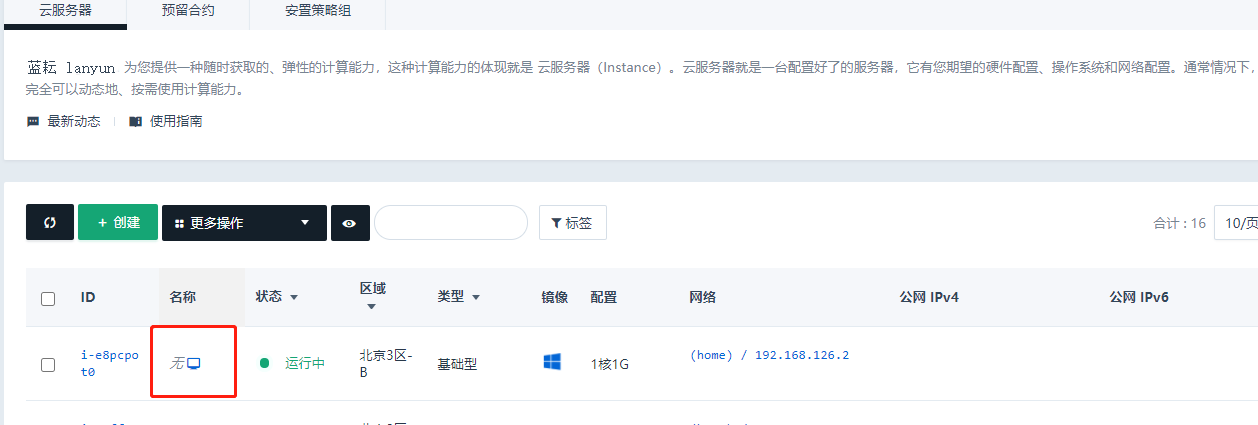 云服务器 预留合约 安置策略组
蓝耘 lanyun 为您提供一种随时获取的、弹性的计算能力，这种计算能力的体现就是 云服务器（Instance）。云服务器就是一台配置好了的服务器，它有您期望的硬件配置、操作系统和网络配置。通常情况下，
完全可以动态地、按需使用计算能力。
最新动态 使用指南
+ 创建 更多操作 标签 合计 : 16 10/页
ID 名称 状态 区域 类型 镜像 配置 网络 公网 IPv4 公网 IPv6
i-e8pcpo 无 运行中 北京3区- 基础型 1核1G (home) / 192.168.126.2
t0 B